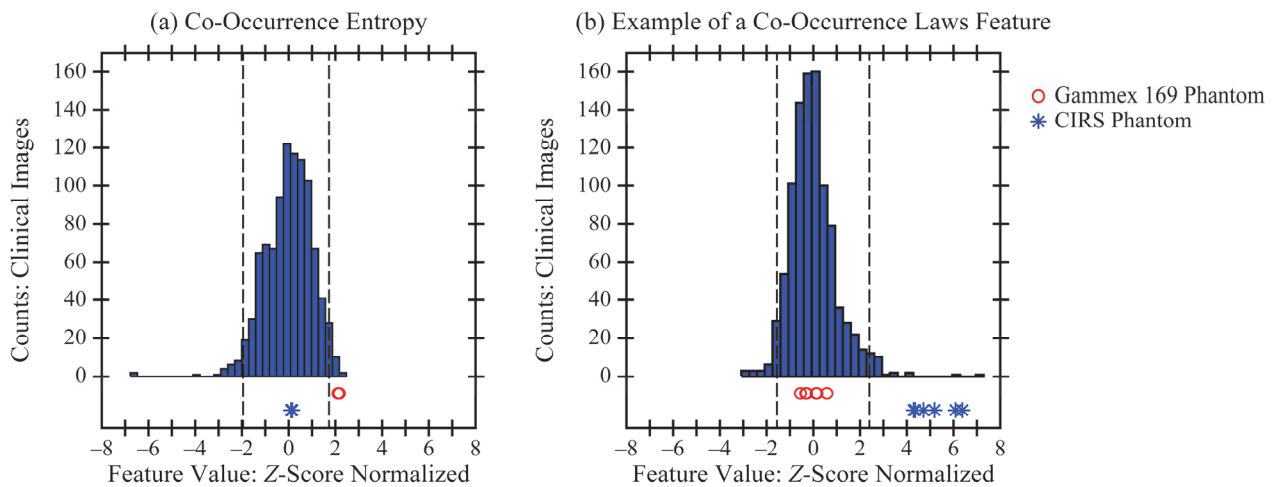 (a) Co-Occurrence Entropy
160
140
120
100
80
60
40
20
0
Counts: Clinical Images
−8 −6 −4 −2 0 2 4 6 8
Feature Value: Z-Score Normalized
(b) Example of a Co-Occurrence Laws Feature
160
140
120
100
80
60
40
20
0
Counts: Clinical Images
−8 −6 −4 −2 0 2 4 6 8
Feature Value: Z-Score Normalized
Gammex 169 Phantom
CIRS Phantom